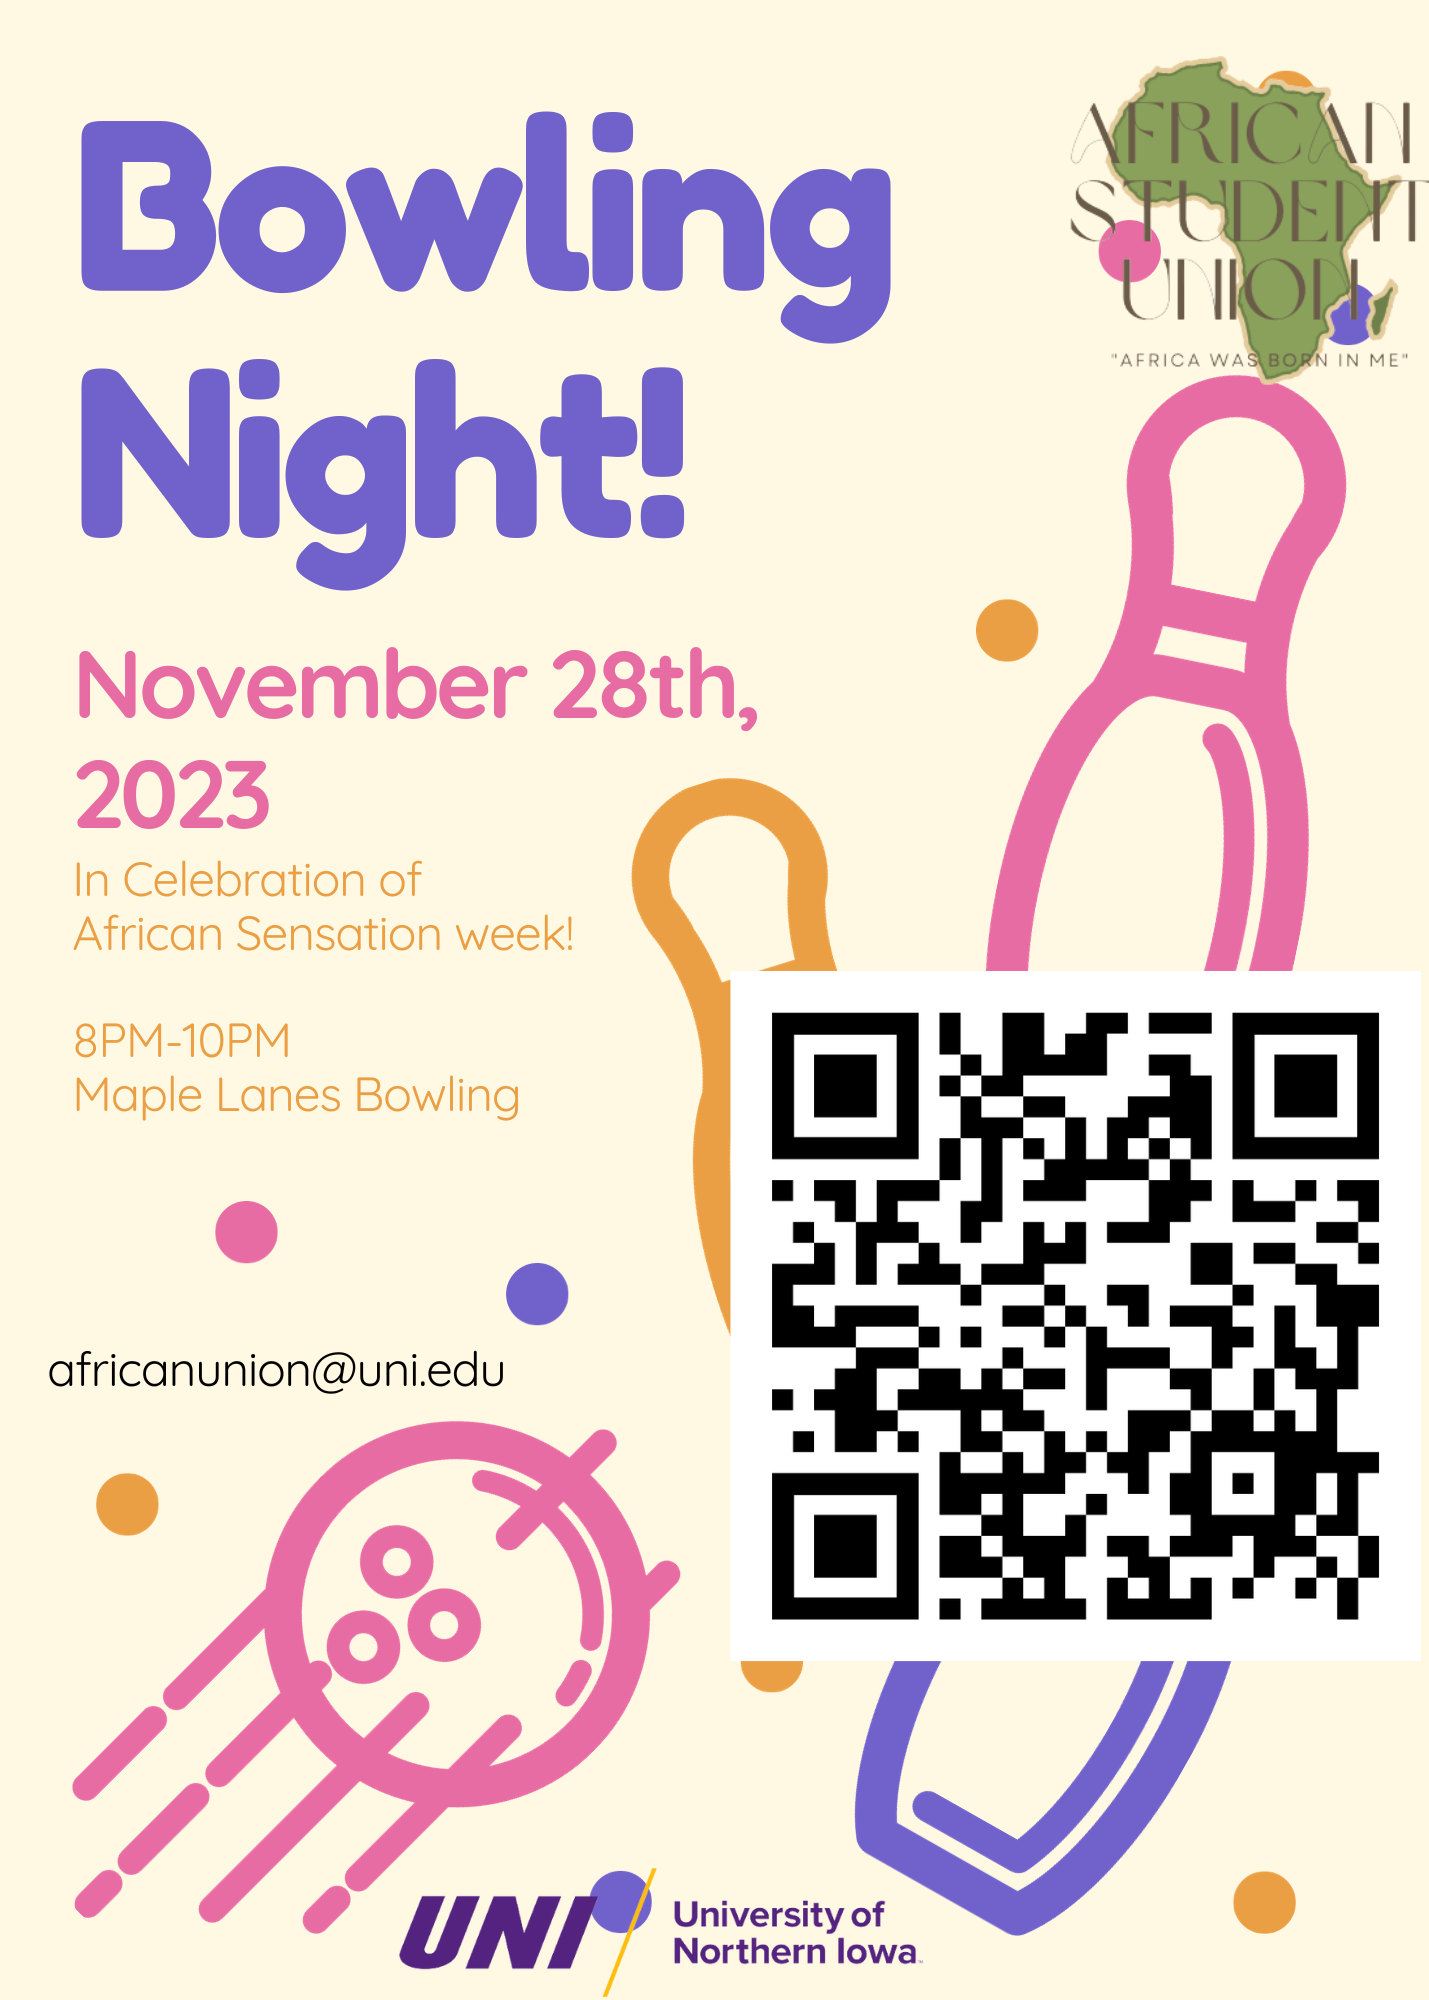 Bowling
Night!
AFRICAN
STUDENT
UNION
"AFRICA WAS BORN IN ME"
November 28th,
2023
In Celebration of
African Sensation week!
8PM-10PM
Maple Lanes Bowling
africanunion@uni.edu
UNI
University of
Northern Iowa